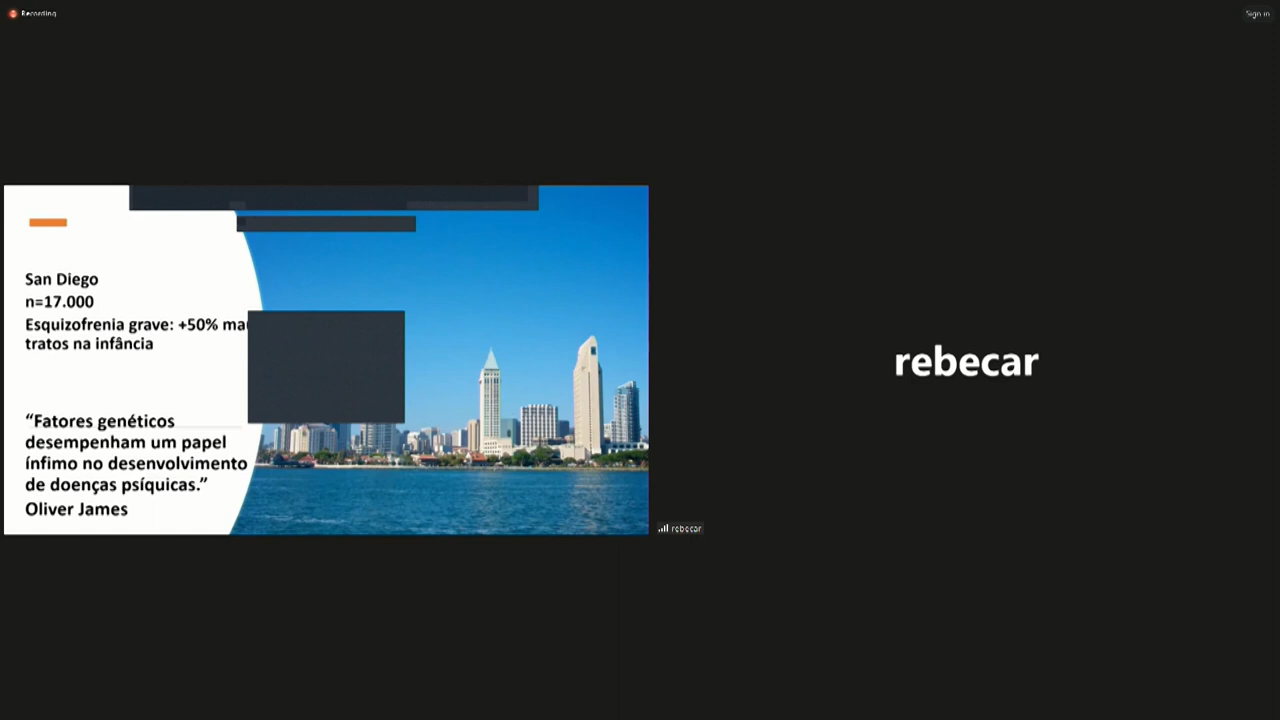 Recording
Sign in
San Diego
n=17.000
Esquizofrenia grave: +50%
tratos na infância
“Fatores genéticos
desempenham um papel
ínfimo no desenvolvimento
de doenças psíquicas.”
Oliver James
rebecar
rebecar